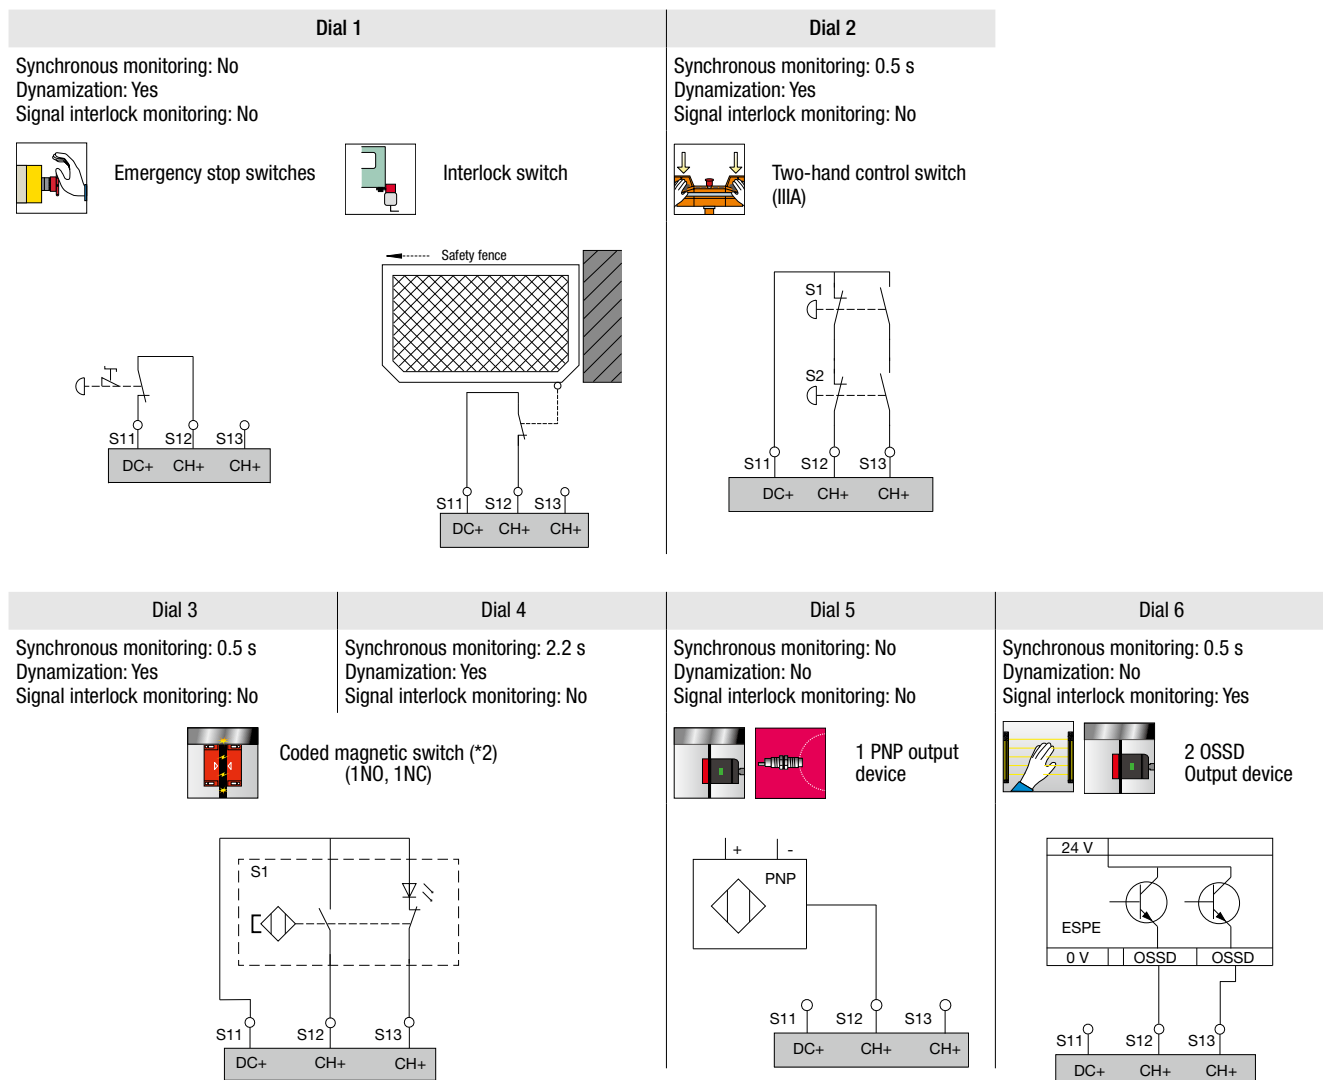 Dial 1
Dial 2
Synchronous monitoring: No
Dynamization: Yes
Signal interlock monitoring: No
Synchronous monitoring: 0.5 s
Dynamization: Yes
Signal interlock monitoring: No
Emergency stop switches
Interlock switch
Two-hand control switch
(IIIA)
Safety fence
S11 S12 S13
DC+ CH+ CH+
S11 S12 S13
DC+ CH+ CH+
S1
S2
S11 S12 S13
DC+ CH+ CH+
Dial 3
Dial 4
Dial 5
Dial 6
Synchronous monitoring: 0.5 s
Dynamization: Yes
Signal interlock monitoring: No
Synchronous monitoring: 2.2 s
Dynamization: Yes
Signal interlock monitoring: No
Synchronous monitoring: No
Dynamization: No
Signal interlock monitoring: No
Synchronous monitoring: 0.5 s
Dynamization: No
Signal interlock monitoring: Yes
Coded magnetic switch (*2)
(1NO, 1NC)
1 PNP output
device
2 OSSD
Output device
S1
S11 S12 S13
DC+ CH+ CH+
+ -
PNP
S11 S12 S13
DC+ CH+ CH+
24 V
ESPE
0 V OSSD OSSD
S11 S12 S13
DC+ CH+ CH+